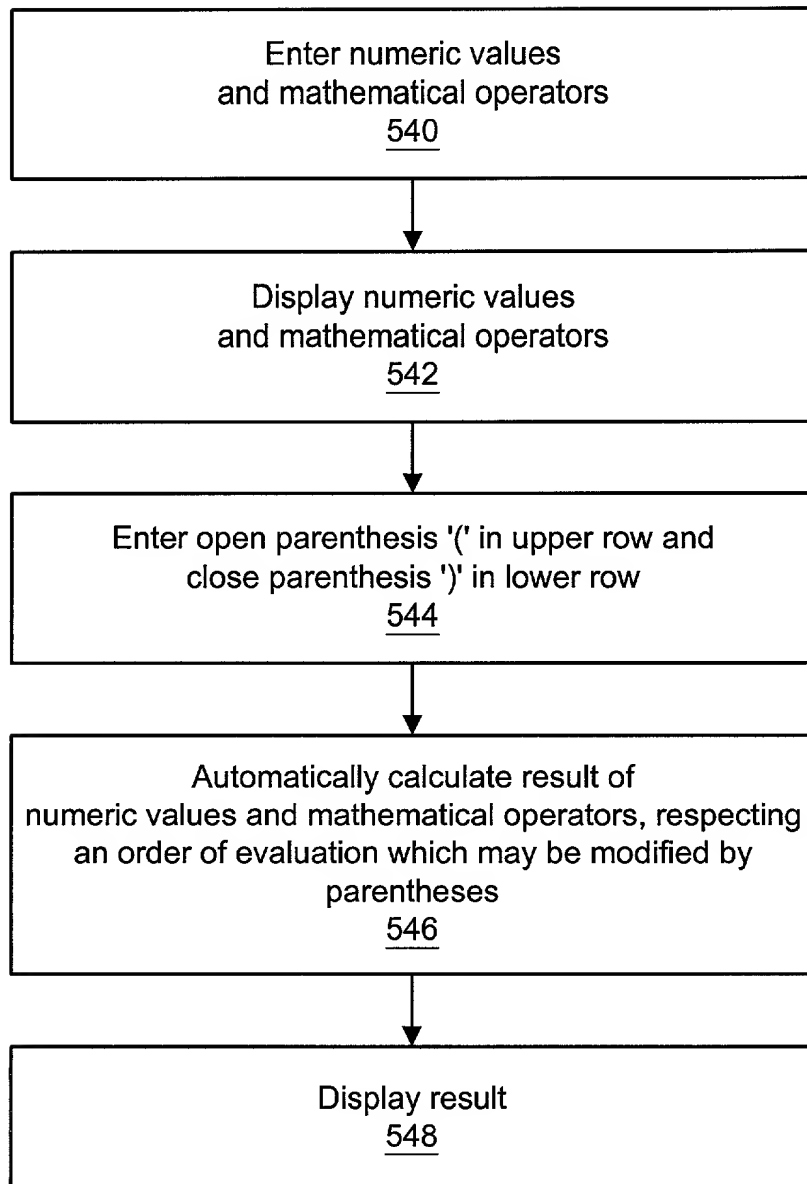 Enter numeric values
and mathematical operators
540
Display numeric values
and mathematical operators
542
Enter open parenthesis '(' in upper row and
close parenthesis ')' in lower row
544
Automatically calculate result of
numeric values and mathematical operators, respecting
an order of evaluation which may be modified by
parentheses
546
Display result
548